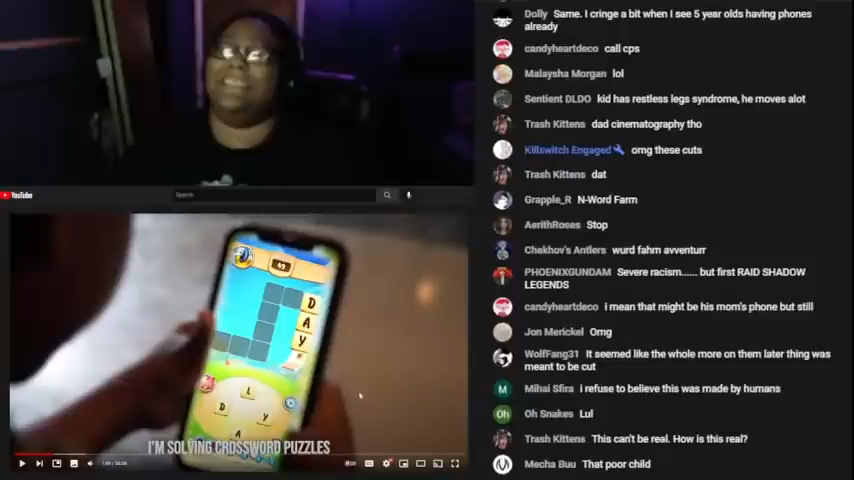 Dolly Same. I cringe a bit when I see 5 year olds having phones
already
candyheartdeco call cps
Malaysha Morgan lol
Sentient DLDO kid has restless legs syndrome, he moves alot
Trash Kittens dad cinematography tho
Killswitch Engaged omg these cuts
Trash Kittens dat
Grapple_R N-Word Farm
AerithRoses Stop
Chekhov's Antlers wurd fahm avventurr
PHOENIXGUNDAM Severe racism...... but first RAID SHADOW
LEGENDS
candyheartdeco i mean that might be his mom's phone but still
Jon Merickel Omg
WolfFang31 It seemed like the whole more on them later thing was
meant to be cut
M Mihai Sfira i refuse to believe this was made by humans
Oh Oh Snakes Lul
Trash Kittens This can't be real. How is this real?
Mecha Buu That poor child
YouTube
Search
49
D
A
Y
L
D
Y
A
I'M SOLVING CROSSWORD PUZZLES